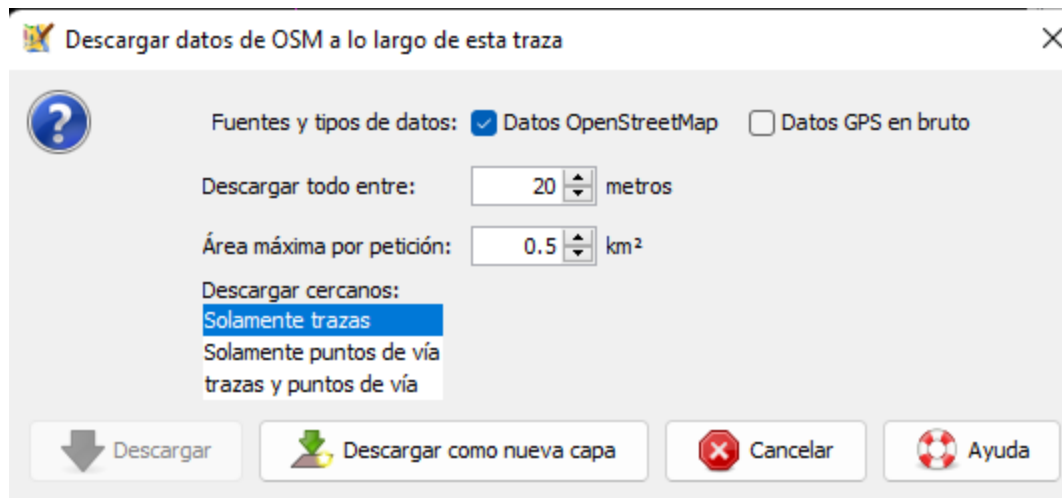 Descargar datos de OSM a lo largo de esta traza
Fuentes y tipos de datos: Datos OpenStreetMap Datos GPS en bruto
Descargar todo entre: 20 metros
Área máxima por petición: 0.5 km²
Descargar cercanos:
Solamente trazas
Solamente puntos de vía
trazas y puntos de vía
Descargar Descargar como nueva capa Cancelar Ayuda